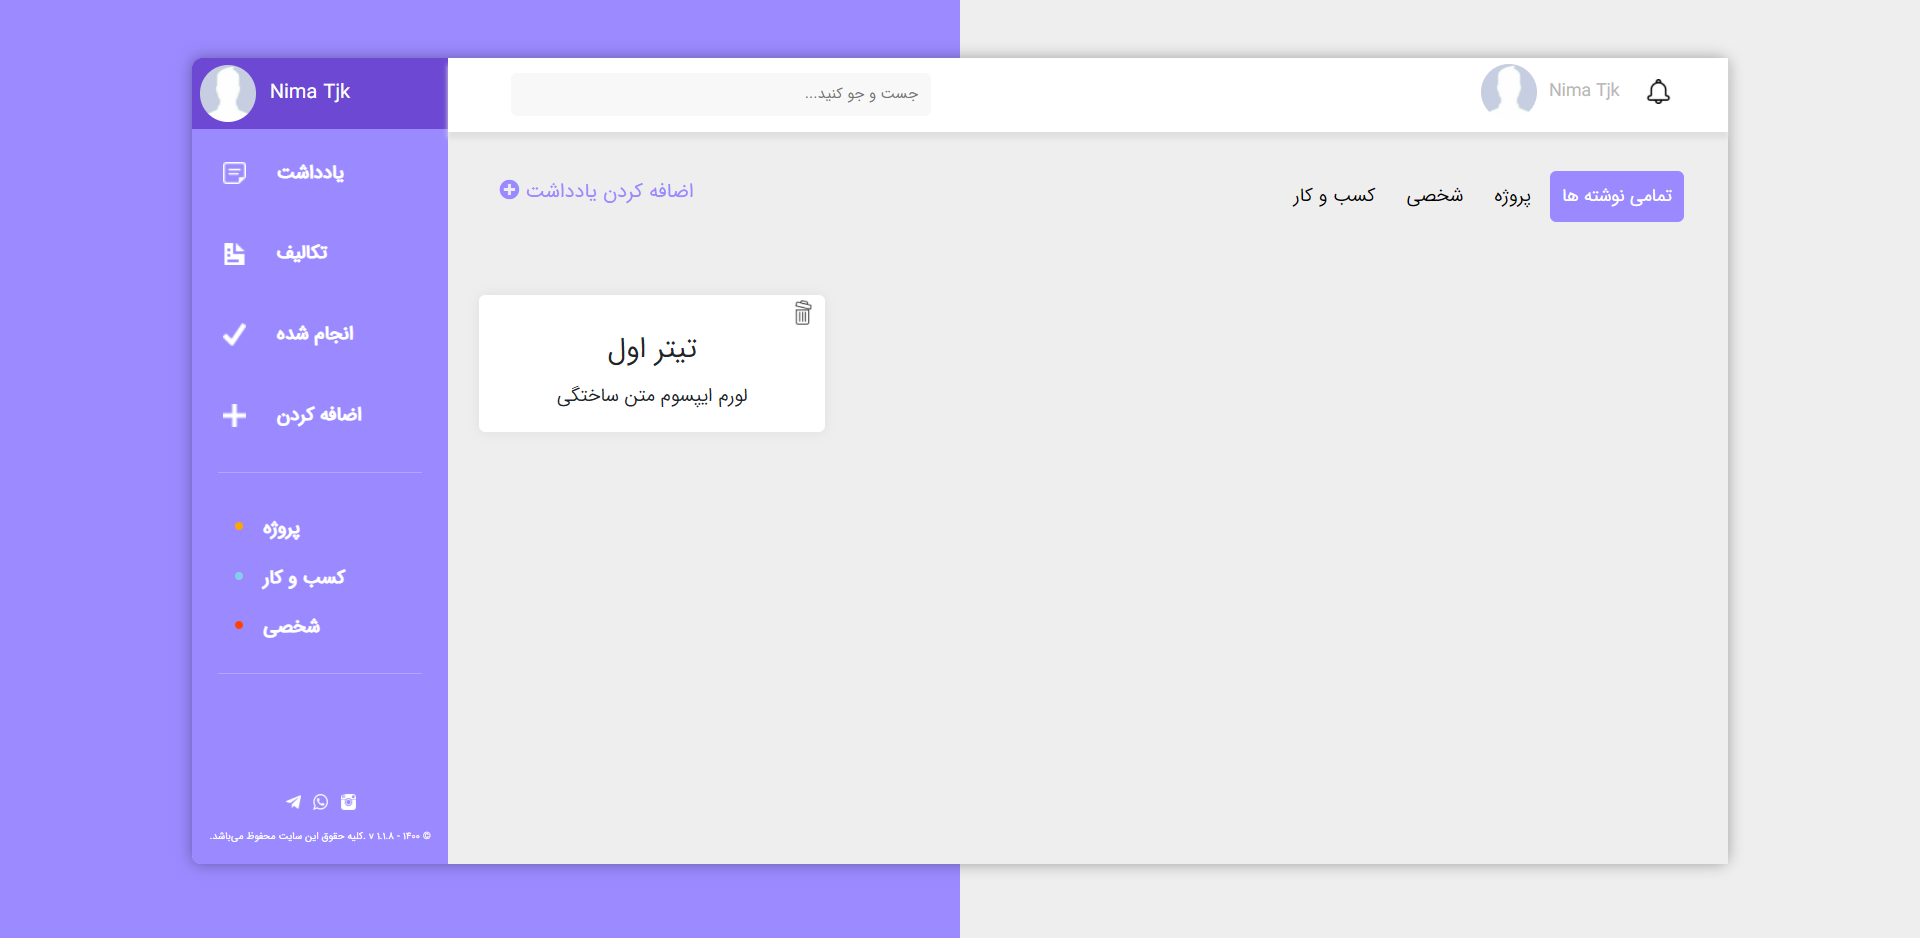 Nima Tjk
یادداشت
تکالیف
انجام شده
اضافه کردن
پروژه
کسب و کار
شخصی
© ۱۴۰۰ - v ۱.۱.۸ .کلیه حقوق این سایت محفوظ می‌باشد.
Nima Tjk
جست و جو کنید...
تمامی نوشته ها
پروژه
شخصی
کسب و کار
اضافه کردن یادداشت
تیتر اول
لورم ایپسوم متن ساختگی